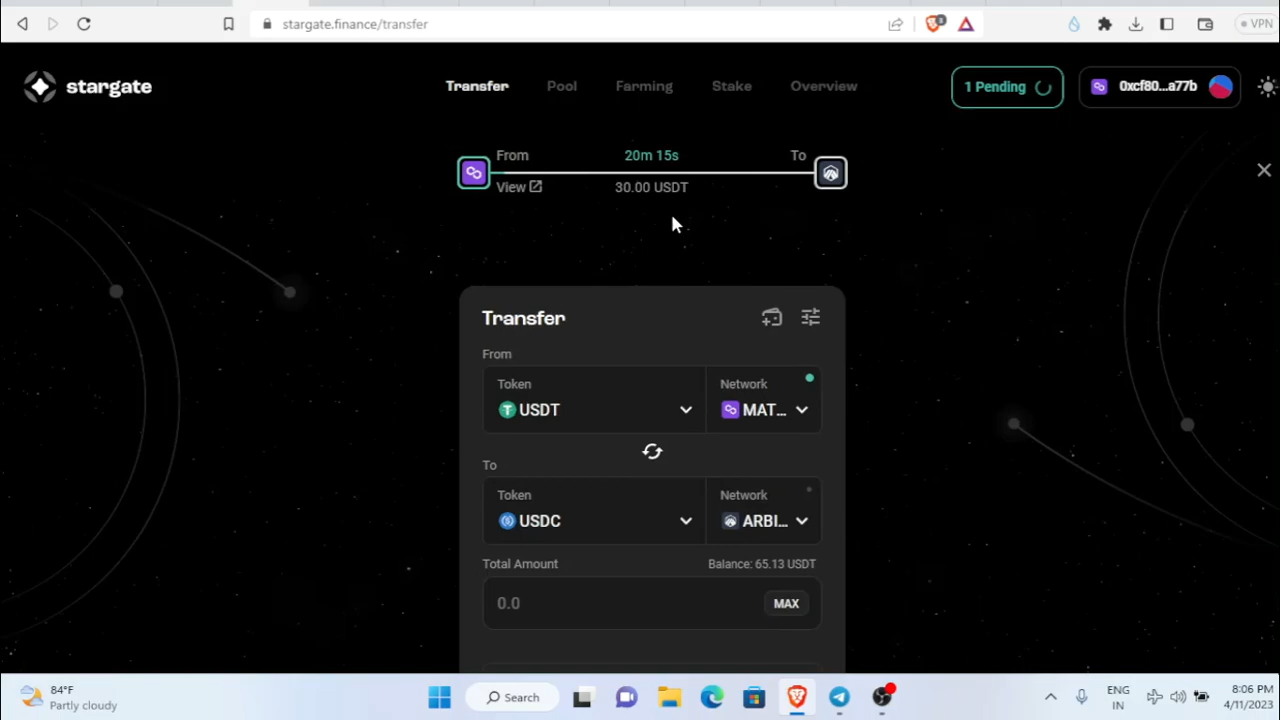 stargate.finance/transfer
3
VPN
stargate
Transfer
Pool
Farming
Stake
Overview
1 Pending
0xcf80...a77b
From
20m 15s
To
View
30.00 USDT
Transfer
From
Token
Network
USDT
MAT...
To
Token
Network
USDC
ARBI...
Total Amount
Balance: 65.13 USDT
0.0
MAX
84°F
Partly cloudy
Search
ENG
IN
8:06 PM
4/11/2023